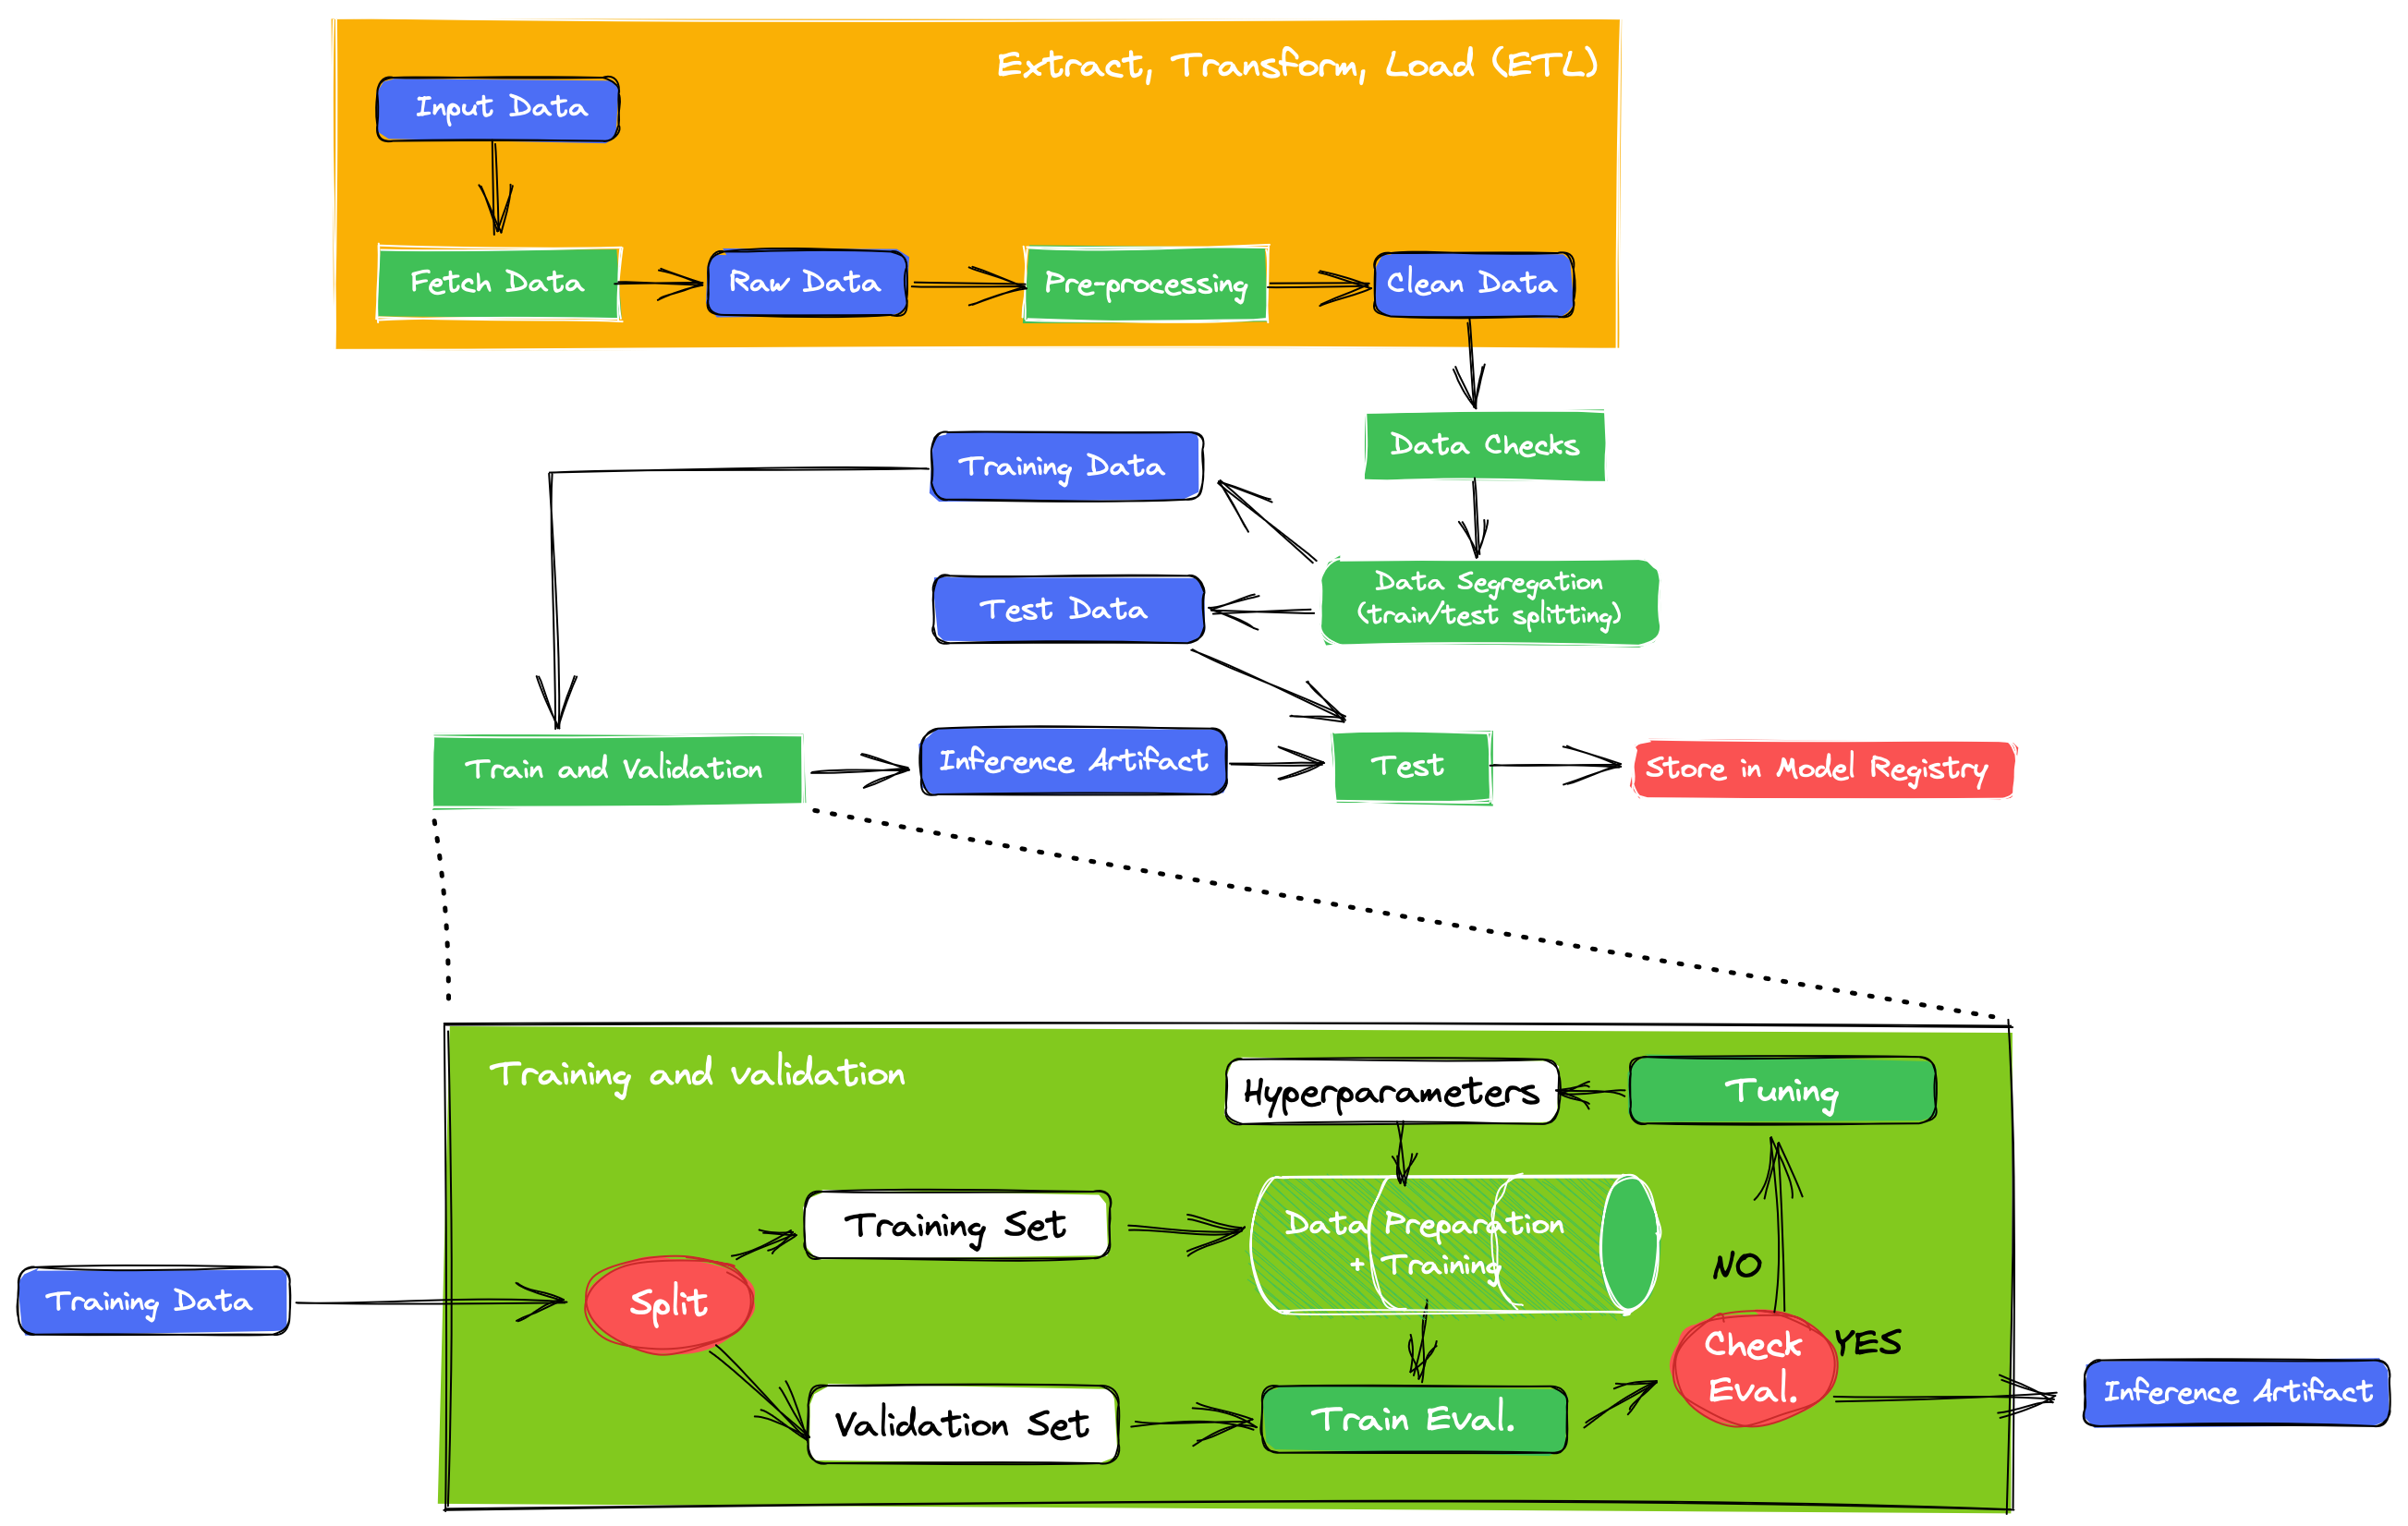 Extract, Transform, Load (ETL)
Input Data
Fetch Data
Raw Data
Pre-processing
Clean Data
Data Checks
Training Data
Data Segregation
(train/test splitting)
Test Data
Train and Validation
Inference Artifact
Test
Store in Model Registry
Training and validation
Hyperparameters
Tuning
Training Set
Data Preparation
+ Training
NO
Training Data
Split
Check
Eval.
YES
Validation Set
Train Eval.
Inference Artifact